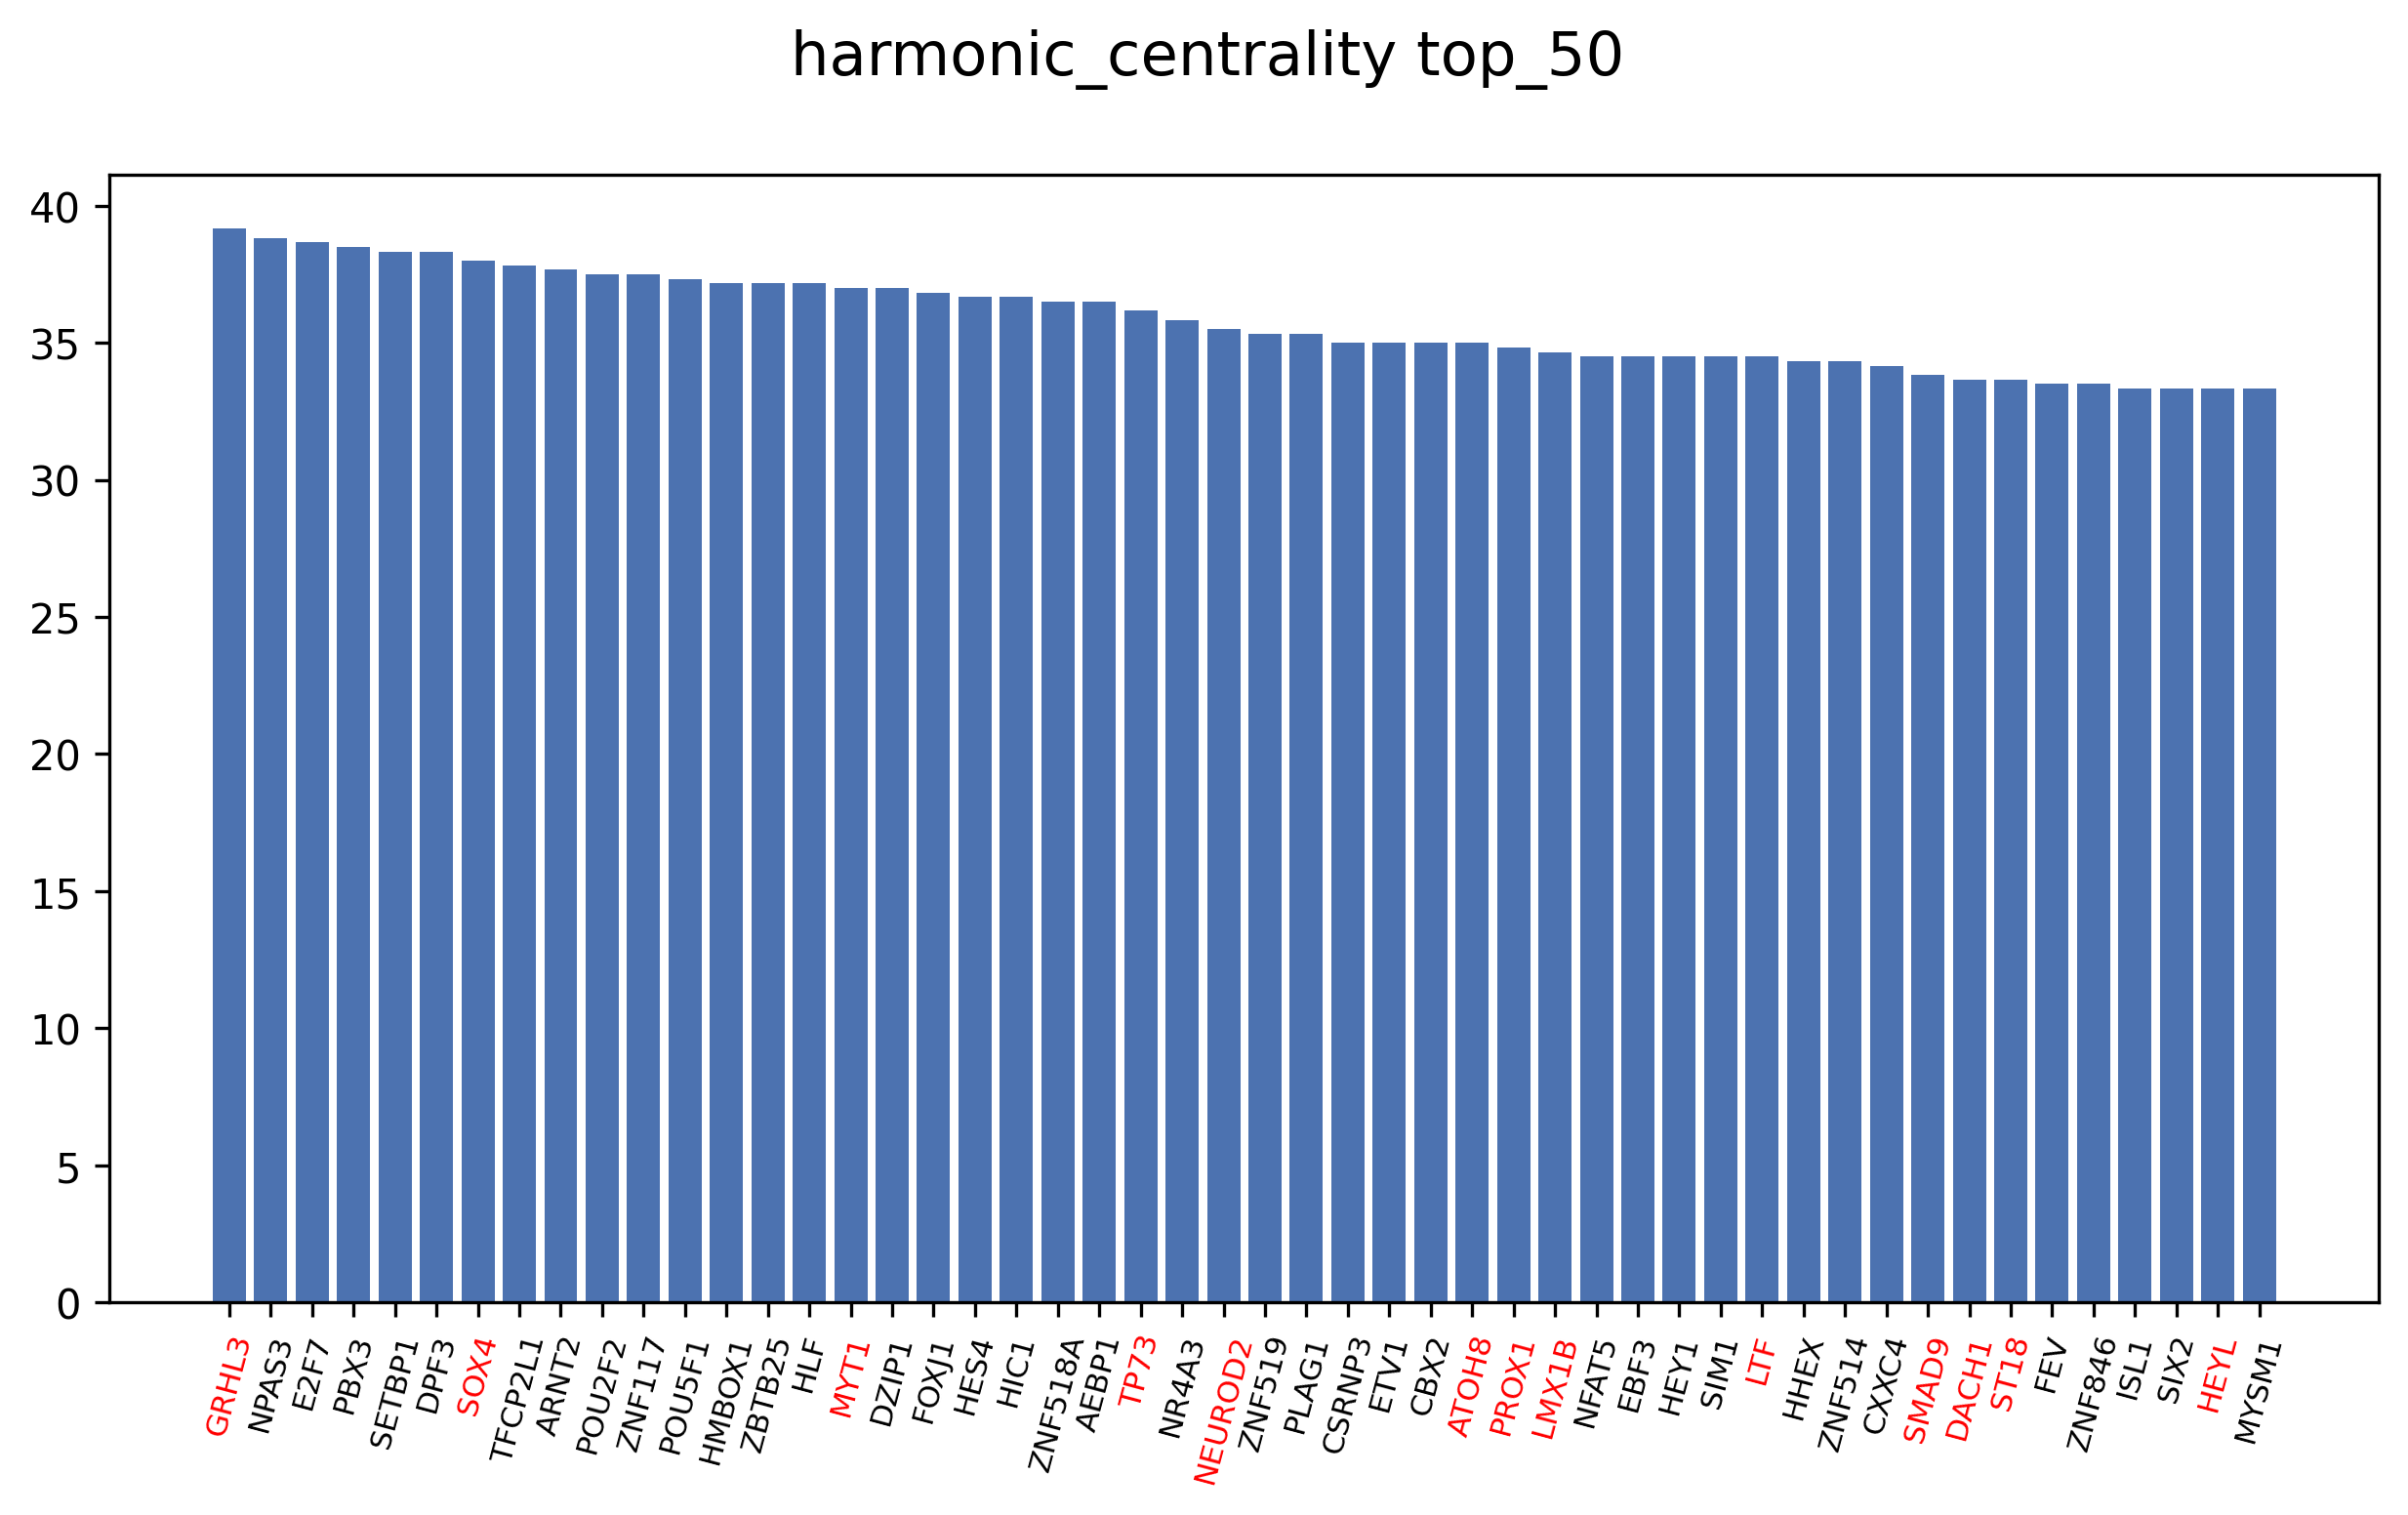 harmonic_centrality top_50
40
35
30
25
20
15
10
5
0
GRHL3
NPAS3
E2F7
PBX3
SETBP1
DPF3
SOX4
TFCP2L1
ARNT2
POU2F2
ZNF117
POU5F1
HMBOX1
ZBTB25
HLF
MYT1
DZIP1
FOXJ1
HES4
HIC1
ZNF518A
AEBP1
TP73
NR4A3
NEUROD2
ZNF519
PLAG1
CSRNP3
ETV1
CBX2
ATOH8
PROX1
LMX1B
NFAT5
EBF3
HEY1
SIM1
LTF
HHEX
ZNF514
CXXC4
SMAD9
DACH1
ST18
FEV
ZNF846
ISL1
SIX2
HEYL
MYSM1